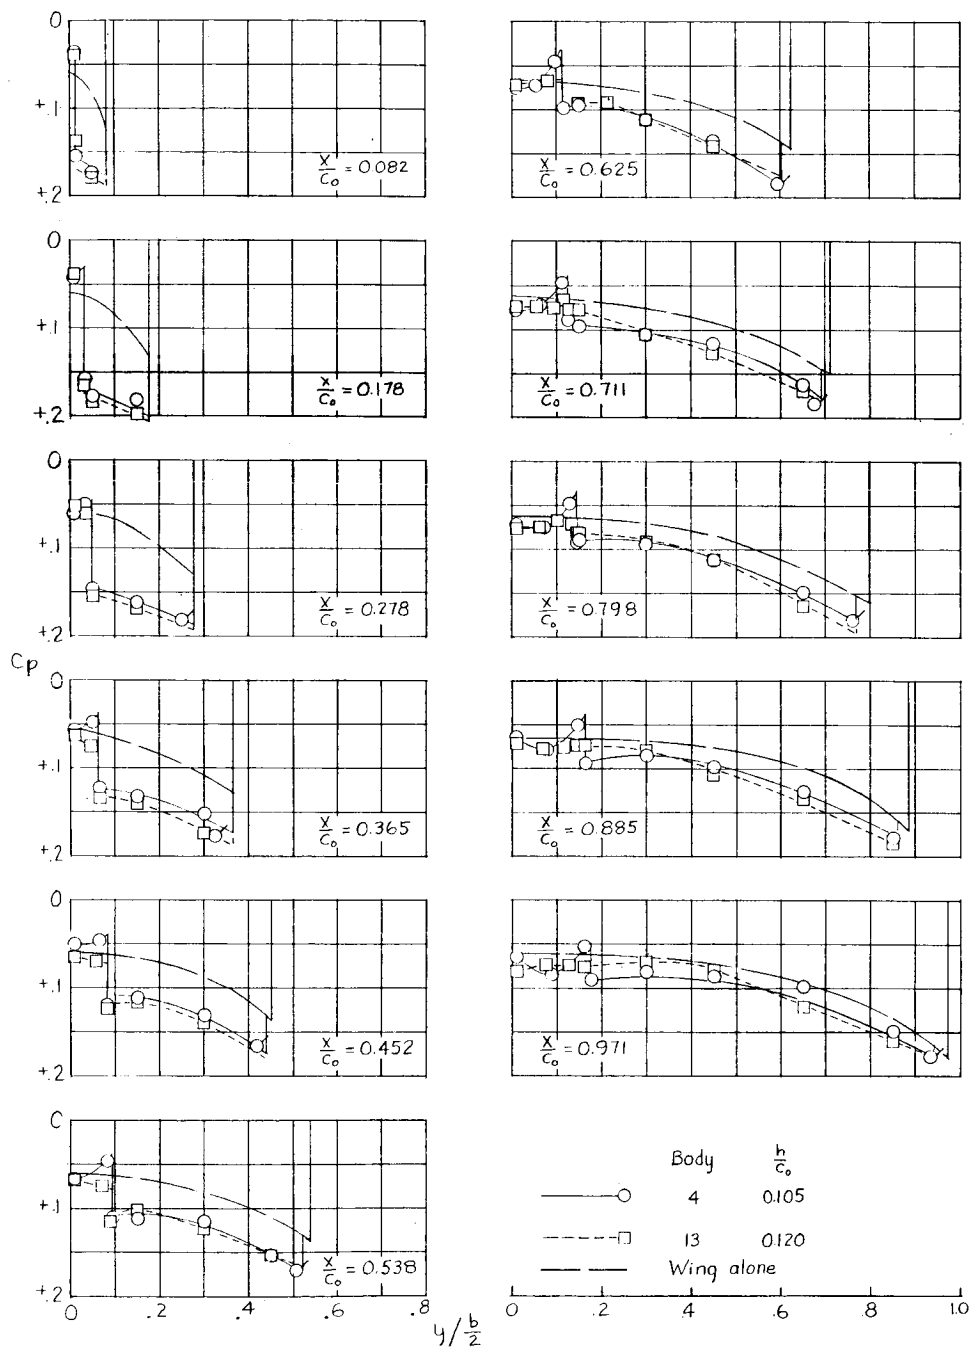 0
+.1
+.2
x/c₀ = 0.082
0
+.1
+.2
x/c₀ = 0.178
0
+.1
+.2
x/c₀ = 0.278
Cp
0
+.1
+.2
x/c₀ = 0.365
0
+.1
+.2
x/c₀ = 0.452
0
+.1
+.2
x/c₀ = 0.538
0 .2 .4 .6 .8
y/b/2
x/c₀ = 0.625
x/c₀ = 0.711
x/c₀ = 0.798
x/c₀ = 0.885
x/c₀ = 0.971
Body h/c₀
4 0.105
13 0.120
Wing alone
0 .2 .4 .6 .8 1.0